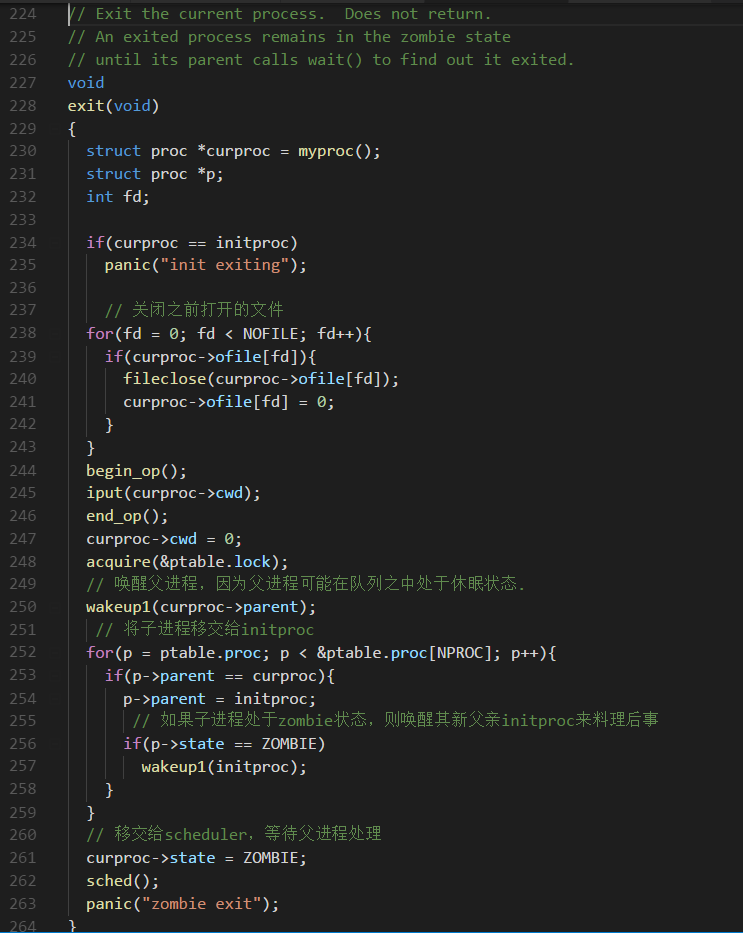 224 // Exit the current process.  Does not return.
225 // An exited process remains in the zombie state
226 // until its parent calls wait() to find out it exited.
227 void
228 exit(void)
229 {
230   struct proc *curproc = myproc();
231   struct proc *p;
232   int fd;
233
234   if(curproc == initproc)
235     panic("init exiting");
236
237     // 关闭之前打开的文件
238   for(fd = 0; fd < NOFILE; fd++){
239     if(curproc->ofile[fd]){
240       fileclose(curproc->ofile[fd]);
241       curproc->ofile[fd] = 0;
242     }
243   }
244   begin_op();
245   iput(curproc->cwd);
246   end_op();
247   curproc->cwd = 0;
248   acquire(&ptable.lock);
249   // 唤醒父进程，因为父进程可能在队列之中处于休眠状态.
250   wakeup1(curproc->parent);
251    // 将子进程移交给initproc
252   for(p = ptable.proc; p < &ptable.proc[NPROC]; p++){
253     if(p->parent == curproc){
254       p->parent = initproc;
255        // 如果子进程处于zombie状态，则唤醒其新父亲initproc来料理后事
256       if(p->state == ZOMBIE)
257         wakeup1(initproc);
258     }
259   }
260   // 移交给scheduler，等待父进程处理
261   curproc->state = ZOMBIE;
262   sched();
263   panic("zombie exit");
264 }